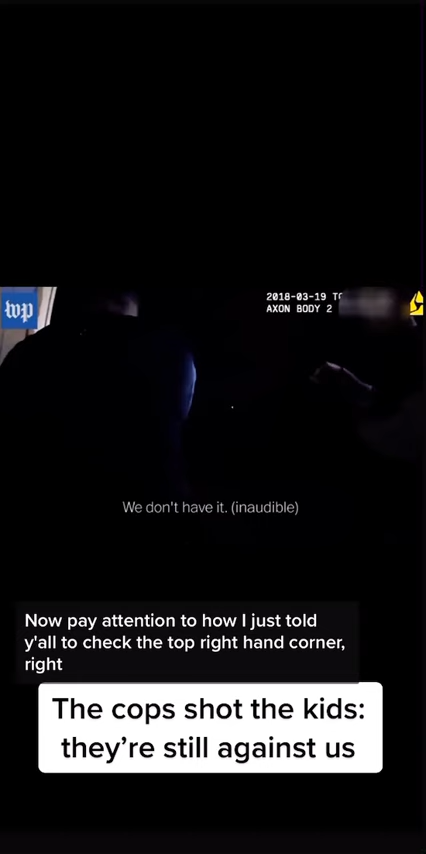 wp
2018-03-19 T
AXON BODY 2
We don't have it. (inaudible)
Now pay attention to how I just told
y'all to check the top right hand corner,
right
The cops shot the kids:
they're still against us